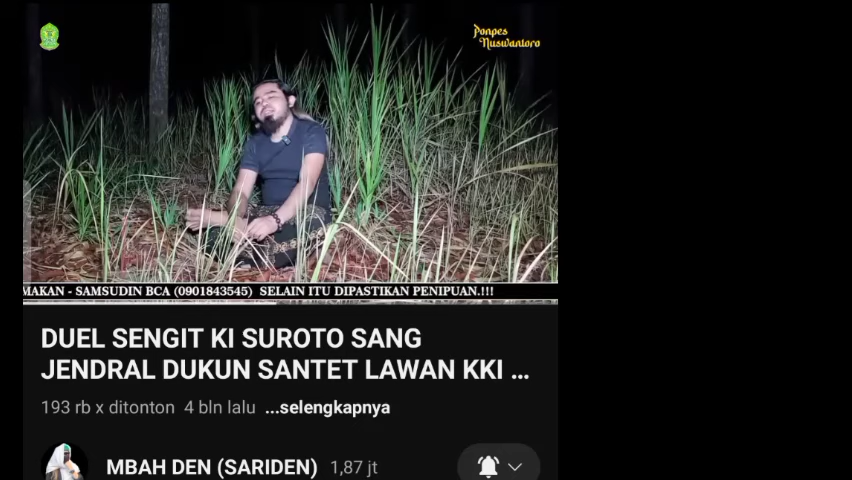 Ponpes
Nuswantoro
MAKAN - SAMSUDIN BCA (0901843545) SELAIN ITU DIPASTIKAN PENIPUAN.!!!
DUEL SENGIT KI SUROTO SANG
JENDRAL DUKUN SANTET LAWAN KKI ...
193 rb x ditonton 4 bln lalu ...selengkapnya
MBAH DEN (SARIDEN) 1,87 jt